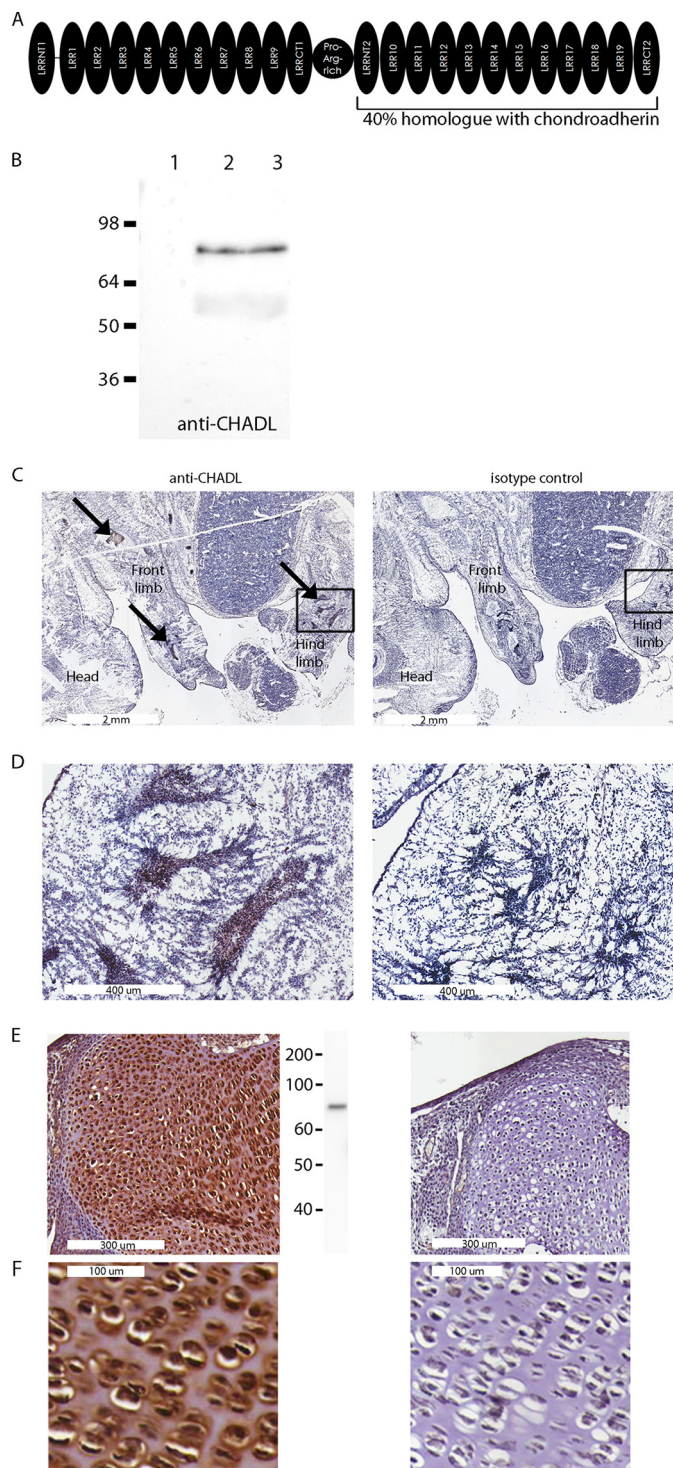 A
LRRNT1 LRR1 LRR2 LRR3 LRR4 LRR5 LRR6 LRR7 LRR8 LRR9 LRRCT1 Pro-Arg-rich LRRNT2 LRR10 LRR11 LRR12 LRR13 LRR14 LRR15 LRR16 LRR17 LRR18 LRR19 LRRCT2
40% homologue with chondroadherin
B
1 2 3
98
64
50
36
anti-CHADL
C
anti-CHADL isotype control
Front limb
Hind limb
Head
2 mm
Front limb
Hind limb
Head
2 mm
D
400 um 400 um
E
200
100
60
50
40
300 um 300 um
F
100 um 100 um